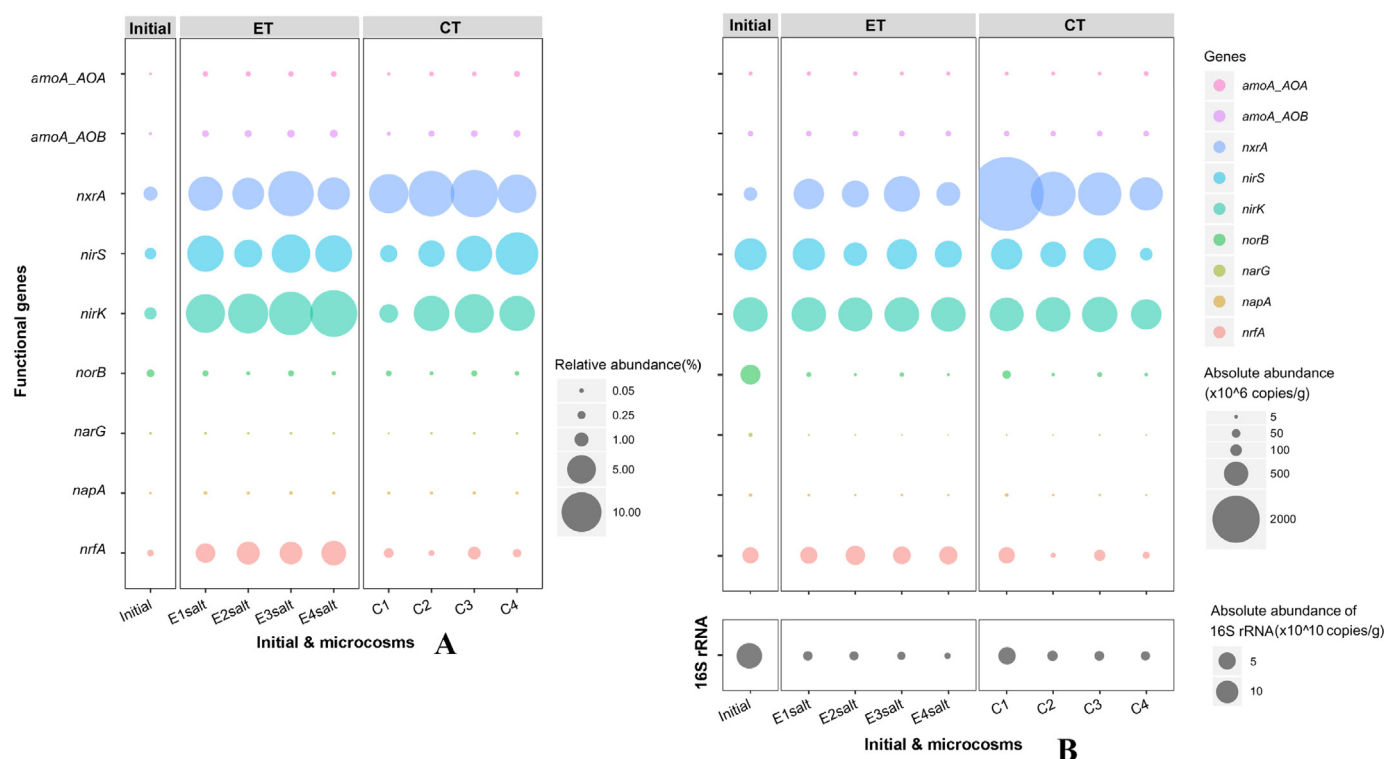 Initial
ET
CT
amoA_AOA
amoA_AOB
nxrA
nirS
nirK
norB
narG
napA
nrfA
Functional genes
Initial
E1salt
E2salt
E3salt
E4salt
C1
C2
C3
C4
Initial & microcosms
A
Relative abundance(%)
0.05
0.25
1.00
5.00
10.00
Initial
ET
CT
16S rRNA
Initial
E1salt
E2salt
E3salt
E4salt
C1
C2
C3
C4
Initial & microcosms
B
Genes
amoA_AOA
amoA_AOB
nxrA
nirS
nirK
norB
narG
napA
nrfA
Absolute abundance
(x10^6 copies/g)
5
50
100
500
2000
Absolute abundance of
16S rRNA(x10^10 copies/g)
5
10